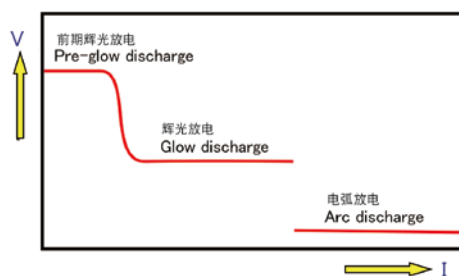 V
前期辉光放电
Pre-glow discharge
辉光放电
Glow discharge
电弧放电
Arc discharge
I